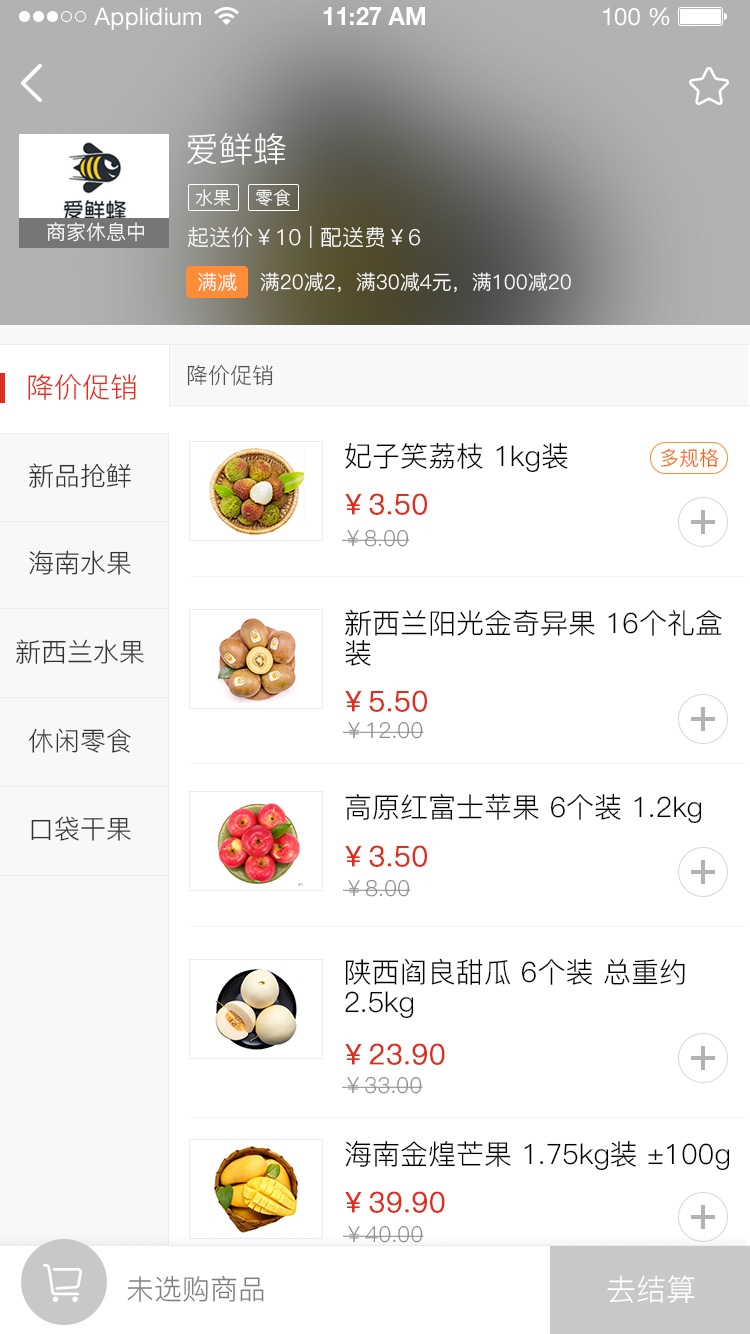 Applidium 11:27 AM 100 %
爱鲜蜂
水果 零食
爱鲜蜂
商家休息中
起送价￥10 | 配送费￥6
满减 满20减2，满30减4元，满100减20
降价促销
新品抢鲜
海南水果
新西兰水果
休闲零食
口袋干果
降价促销
妃子笑荔枝 1kg装 多规格
￥3.50
￥8.00
新西兰阳光金奇异果 16个礼盒
装
￥5.50
￥12.00
高原红富士苹果 6个装 1.2kg
￥3.50
￥8.00
陕西阎良甜瓜 6个装 总重约
2.5kg
￥23.90
￥33.00
海南金煌芒果 1.75kg装 ±100g
￥39.90
￥40.00
未选购商品 去结算